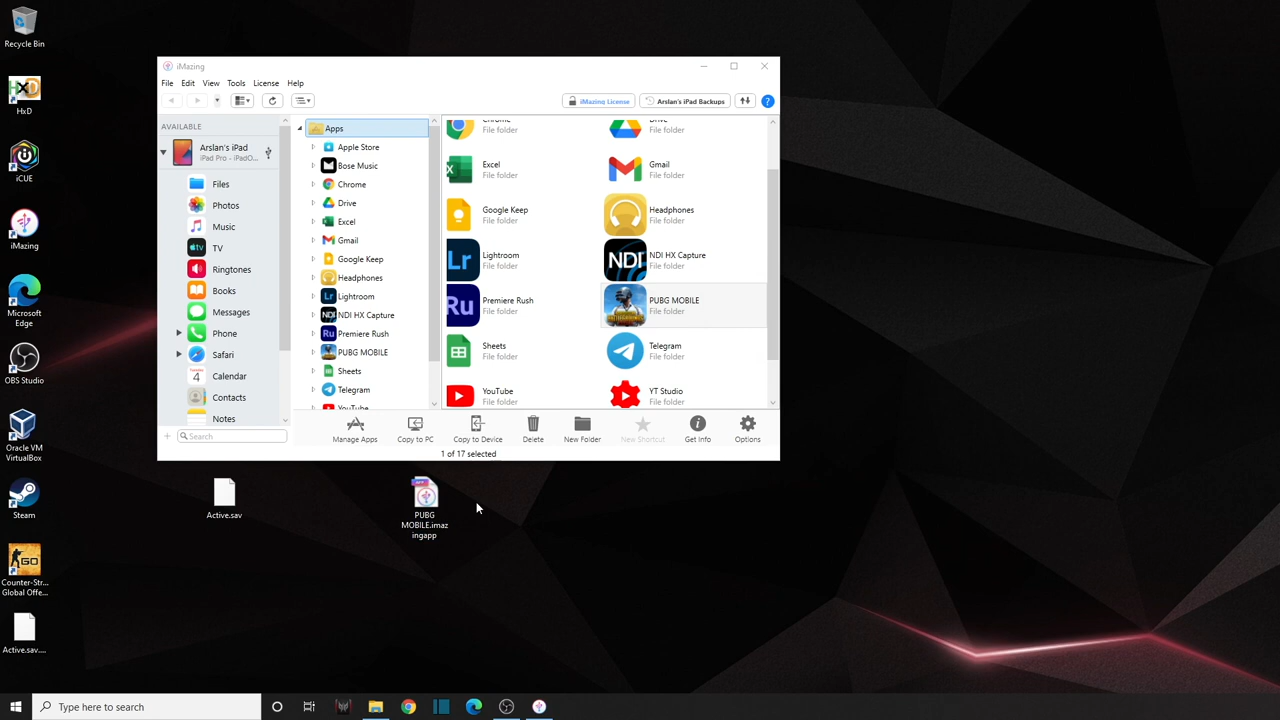 Recycle Bin
HxD
iCUE
iMazing
Microsoft
Edge
OBS Studio
Oracle VM
VirtualBox
Steam
Counter-Str...
Global Offe...
Active.sav....
iMazing
File Edit View Tools License Help
iMazing License
Arslan's iPad Backups
?
AVAILABLE
Arslan's iPad
iPad Pro - iPadO...
Files
Photos
Music
TV
Ringtones
Books
Messages
Phone
Safari
Calendar
Contacts
Notes
Search
Apps
Apple Store
Bose Music
Chrome
Drive
Excel
Gmail
Google Keep
Headphones
Lightroom
NDI HX Capture
Premiere Rush
PUBG MOBILE
Sheets
Telegram
YouTube
Chrome
File folder
Drive
File folder
Excel
File folder
Gmail
File folder
Google Keep
File folder
Headphones
File folder
Lightroom
File folder
NDI HX Capture
File folder
Premiere Rush
File folder
PUBG MOBILE
File folder
Sheets
File folder
Telegram
File folder
YouTube
File folder
YT Studio
File folder
Manage Apps
Copy to PC
Copy to Device
Delete
New Folder
New Shortcut
Get Info
Options
1 of 17 selected
Active.sav
PUBG
MOBILE.imaz
ingapp
Type here to search